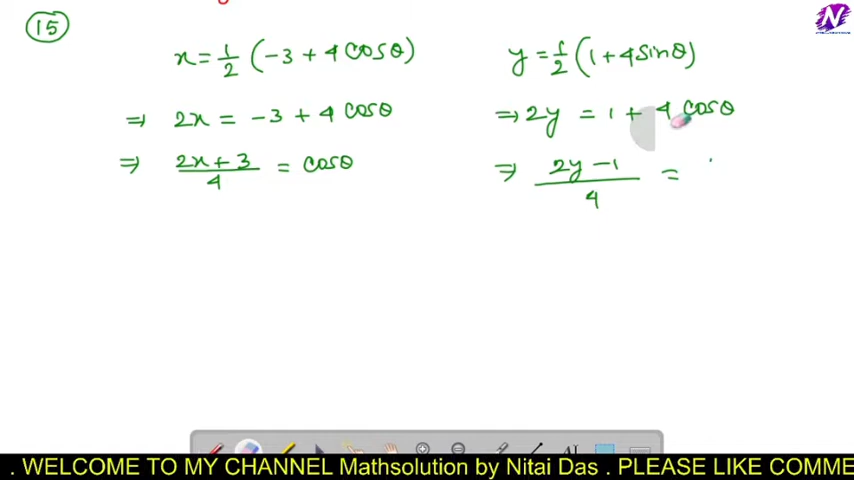 (15)
x = 1/2 (-3 + 4 cosθ)
y = 1/2 (1 + 4 sinθ)
⇒ 2x = -3 + 4 cosθ
⇒ 2y = 1 + 4 cosθ
⇒ (2x + 3)/4 = cosθ
⇒ (2y - 1)/4 =
N
. WELCOME TO MY CHANNEL Mathsolution by Nitai Das . PLEASE LIKE COMME